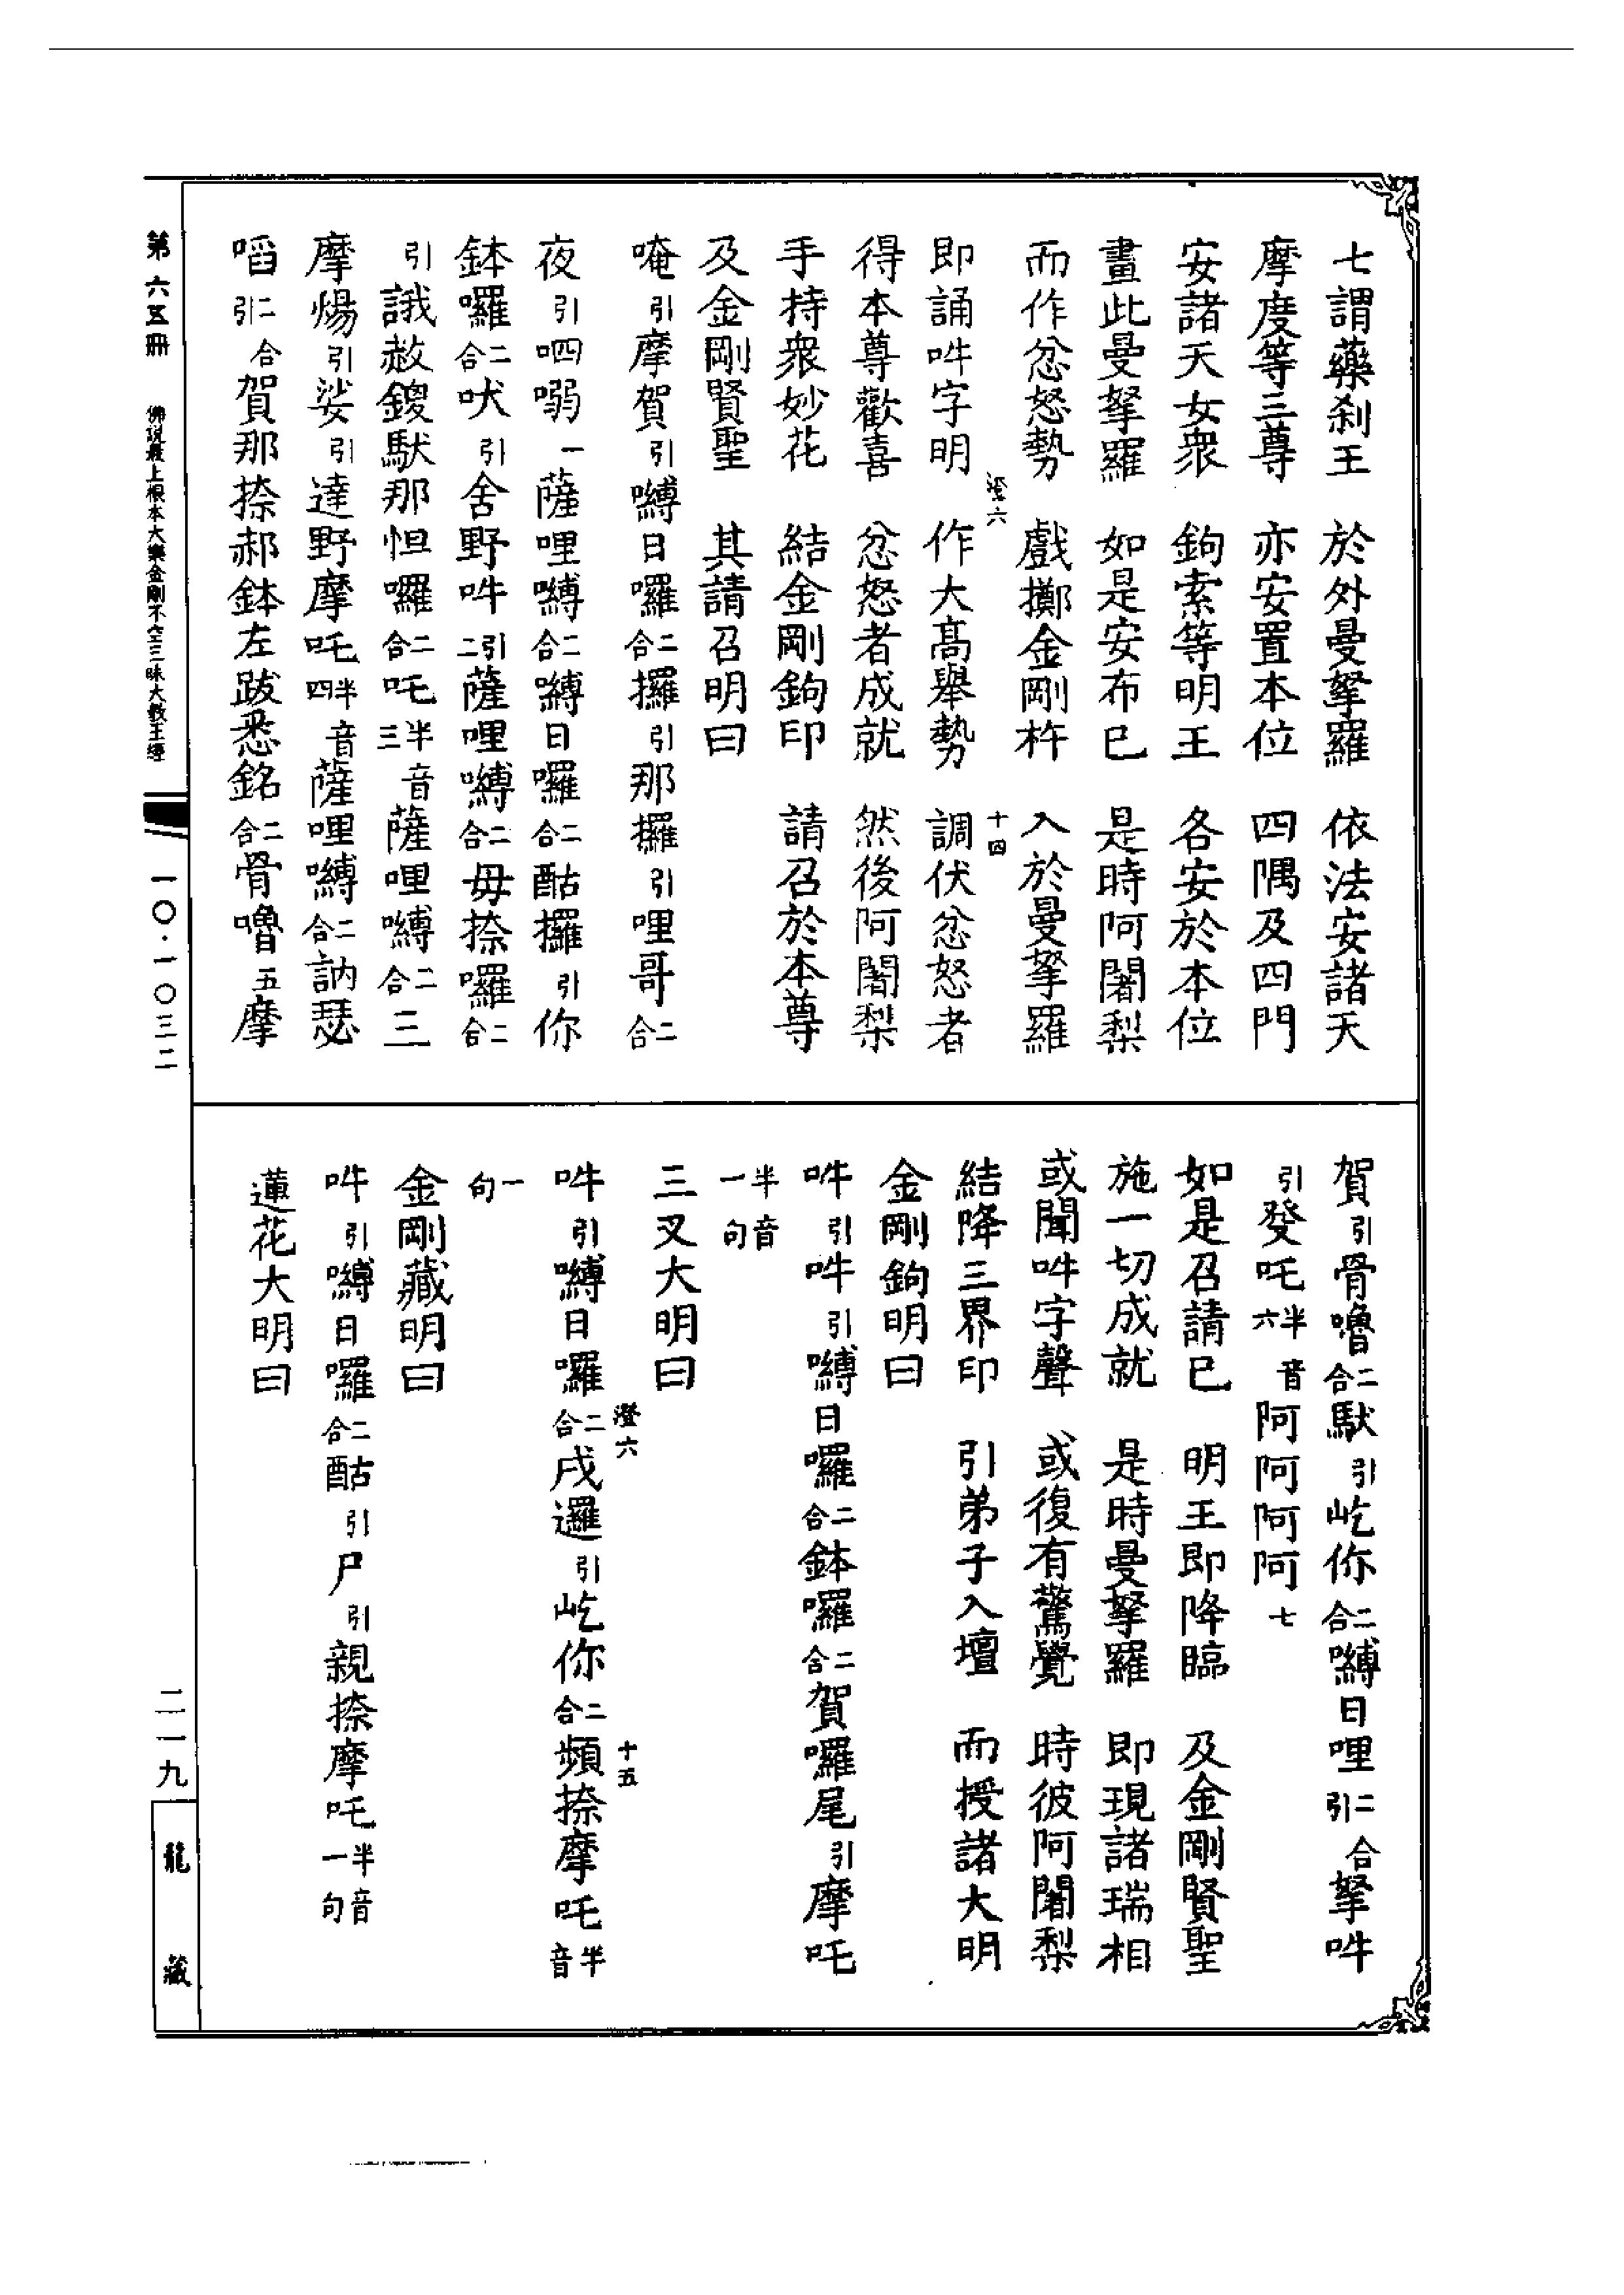 七謂藥剎王　於外曼拏羅　依法安諸天
摩度等三尊　亦安置本位　四隅及四門
安諸天女衆　鉤索等明王　各安於本位
畫此曼拏羅　如是安布已　是時阿闍梨
而作忿怒勢　戲擲金剛杵　入於曼拏羅
澄六　十四
即誦吽字明　作大高舉勢　調伏忿怒者
得本尊歡喜　忿怒者成就　然後阿闍梨
手持衆妙花　結金剛鉤印　請召於本尊
及金剛賢聖　其請召明曰
唵引摩賀引嚩日囉二合攞引那攞引哩哥二合
夜引呬𠺁一薩哩嚩二合嚩日囉二合酤攞引你
鉢囉二合吠引舍野吽引二薩哩嚩二合毋捺囉二合
引誐赦鑁馱那怛囉二合吒半音三薩哩嚩二合三
摩煬引娑引達野摩吒半音四薩哩嚩二合訥瑟
㗖二合引賀那捺郝鉢左跋悉銘二合骨嚕五摩
賀引骨嚕二合馱引屹你二合嚩日哩二合引拏吽
引癹吒半音六阿阿阿阿七
如是召請已　明王即降臨　及金剛賢聖
施一切成就　是時曼拏羅　即現諸瑞相
或聞吽字聲　或復有驚覺　時彼阿闍梨
結降三界印　引弟子入壇　而授諸大明
金剛鉤明曰
吽引吽引嚩日囉二合鉢囉二合賀囉尾引摩吒
半音一句
三叉大明曰
澄六　十五
吽引嚩日囉二合戍邏引屹你二合頻捺摩吒半音
一句
金剛藏明曰
吽引嚩日囉二合酤引尸引親捺摩吒半音一句
蓮花大明曰
第六五冊　佛說最上根本大樂金剛不空三昧大教王經　一〇·一〇三二　二一九　龍藏